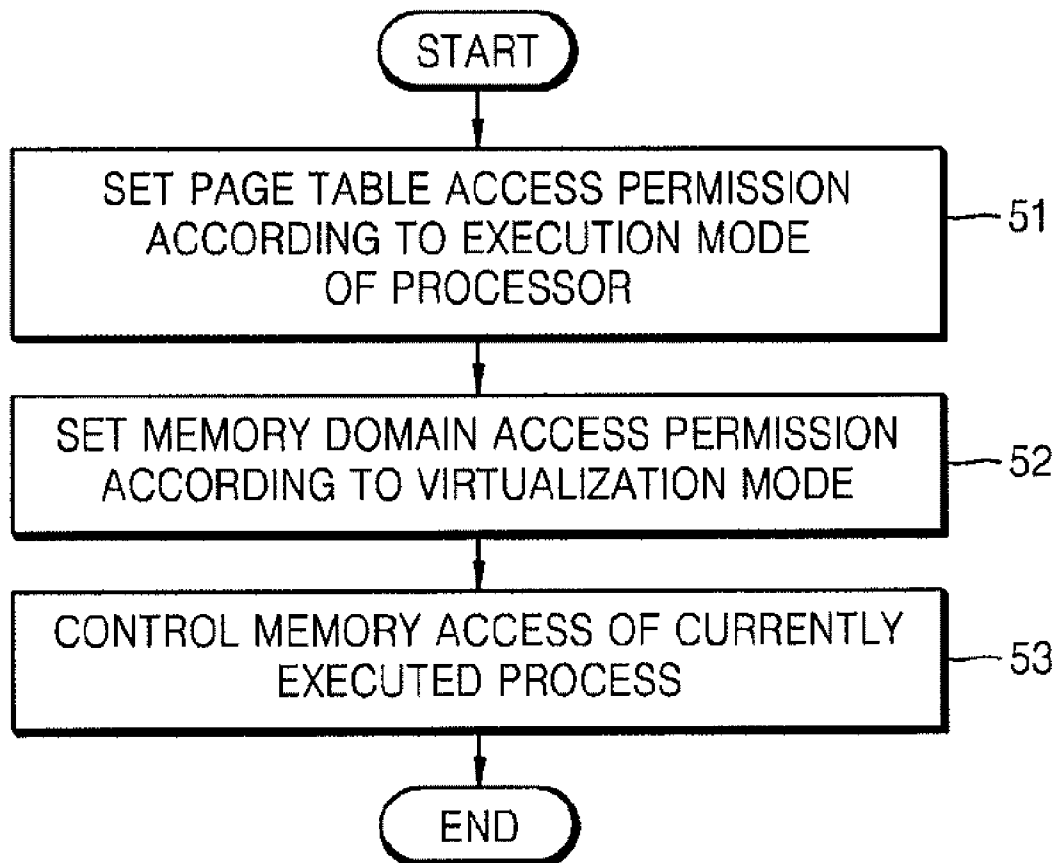 START
SET PAGE TABLE ACCESS PERMISSION
ACCORDING TO EXECUTION MODE
OF PROCESSOR
51
SET MEMORY DOMAIN ACCESS PERMISSION
ACCORDING TO VIRTUALIZATION MODE
52
CONTROL MEMORY ACCESS OF CURRENTLY
EXECUTED PROCESS
53
END